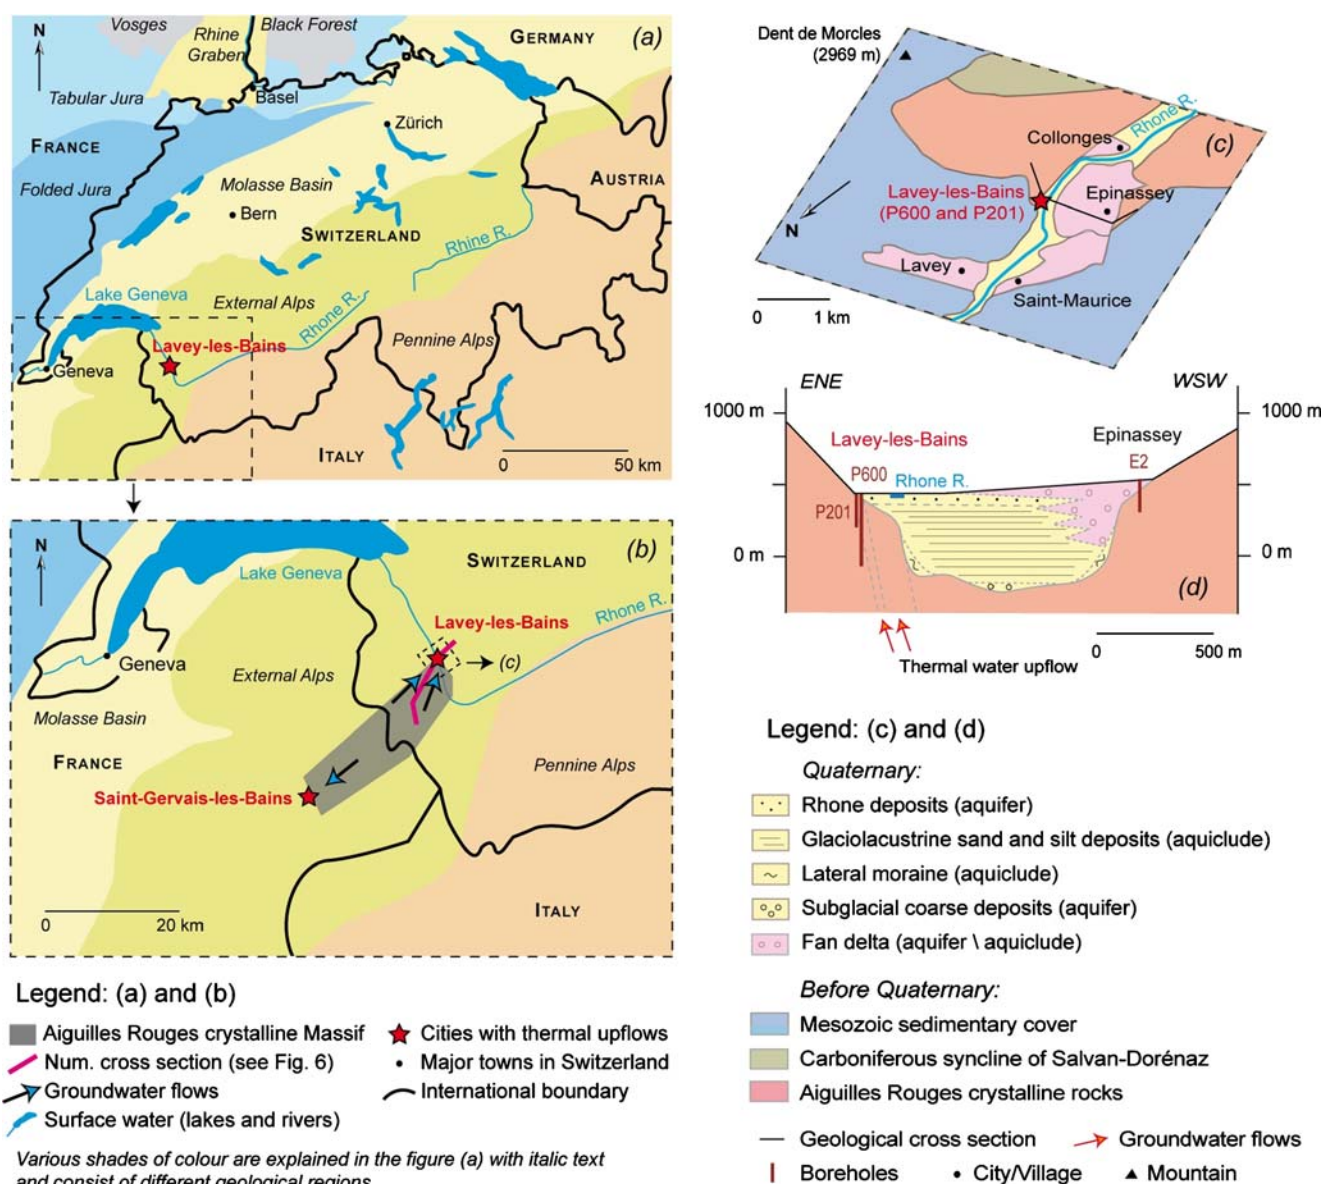 Vosges
Rhine
Graben
Black Forest
GERMANY
(a)
N
Tabular Jura
Basel
Zürich
FRANCE
Folded Jura
Molasse Basin
Bern
AUSTRIA
SWITZERLAND
Rhine R.
Lake Geneva
External Alps
Rhone R.
Lavey-les-Bains
Pennine Alps
Geneva
ITALY
0 50 km
N
(b)
SWITZERLAND
Lake Geneva
Rhone R.
Lavey-les-Bains
(c)
Geneva
External Alps
Molasse Basin
FRANCE
Pennine Alps
Saint-Gervais-les-Bains
ITALY
0 20 km
Legend: (a) and (b)
Aiguilles Rouges crystalline Massif
Cities with thermal upflows
Num. cross section (see Fig. 6)
Major towns in Switzerland
Groundwater flows
International boundary
Surface water (lakes and rivers)
Various shades of colour are explained in the figure (a) with italic text
and consist of different geological regions
Dent de Morcles
(2969 m)
Rhone R.
Collonges
(c)
Lavey-les-Bains
(P600 and P201)
Epinassey
N
Lavey
Saint-Maurice
0 1 km
ENE WSW
1000 m 1000 m
Lavey-les-Bains
Epinassey
P600
Rhone R.
E2
P201
0 m 0 m
(d)
Thermal water upflow
0 500 m
Legend: (c) and (d)
Quaternary:
Rhone deposits (aquifer)
Glaciolacustrine sand and silt deposits (aquiclude)
Lateral moraine (aquiclude)
Subglacial coarse deposits (aquifer)
Fan delta (aquifer \ aquiclude)
Before Quaternary:
Mesozoic sedimentary cover
Carboniferous syncline of Salvan-Dorénaz
Aiguilles Rouges crystalline rocks
Geological cross section
Groundwater flows
Boreholes
City/Village
Mountain